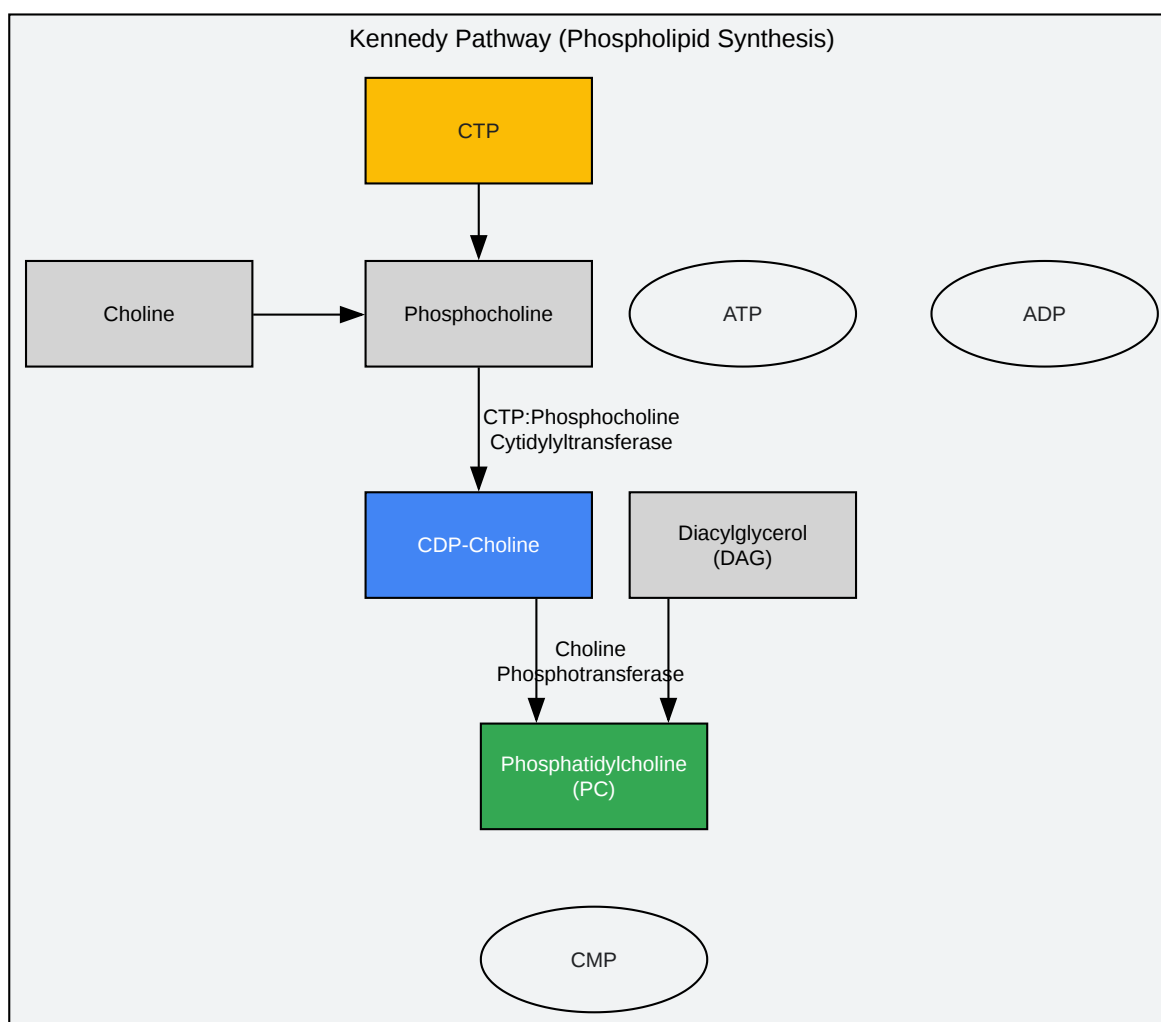 Kennedy Pathway (Phospholipid Synthesis)
CTP
Choline
Phosphocholine
ATP
ADP
CTP:Phosphocholine
Cytidylyltransferase
CDP-Choline
Diacylglycerol
(DAG)
Choline
Phosphotransferase
Phosphatidylcholine
(PC)
CMP